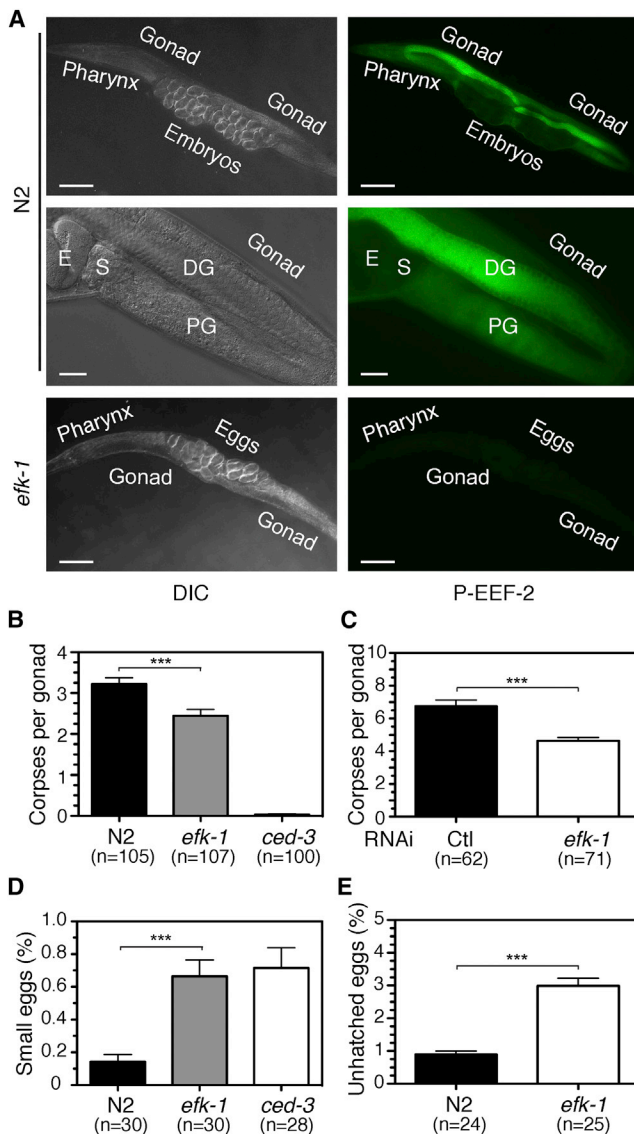 A
N2
Gonad
Pharynx
Gonad
Embryos
Gonad
Pharynx
Gonad
Embryos
E
S
DG
Gonad
PG
E
S
DG
Gonad
PG
efk-1
Pharynx
Eggs
Gonad
Gonad
Pharynx
Eggs
Gonad
Gonad
DIC
P-EEF-2
B
Corpses per gonad
4
3
2
1
0
***
N2
efk-1
ced-3
(n=105)
(n=107)
(n=100)
C
Corpses per gonad
10
8
6
4
2
0
***
RNAi
Ctl
efk-1
(n=62)
(n=71)
D
Small eggs (%)
1.0
0.8
0.6
0.4
0.2
0
***
N2
efk-1
ced-3
(n=30)
(n=30)
(n=28)
E
Unhatched eggs (%)
5
4
3
2
1
0
***
N2
efk-1
(n=24)
(n=25)